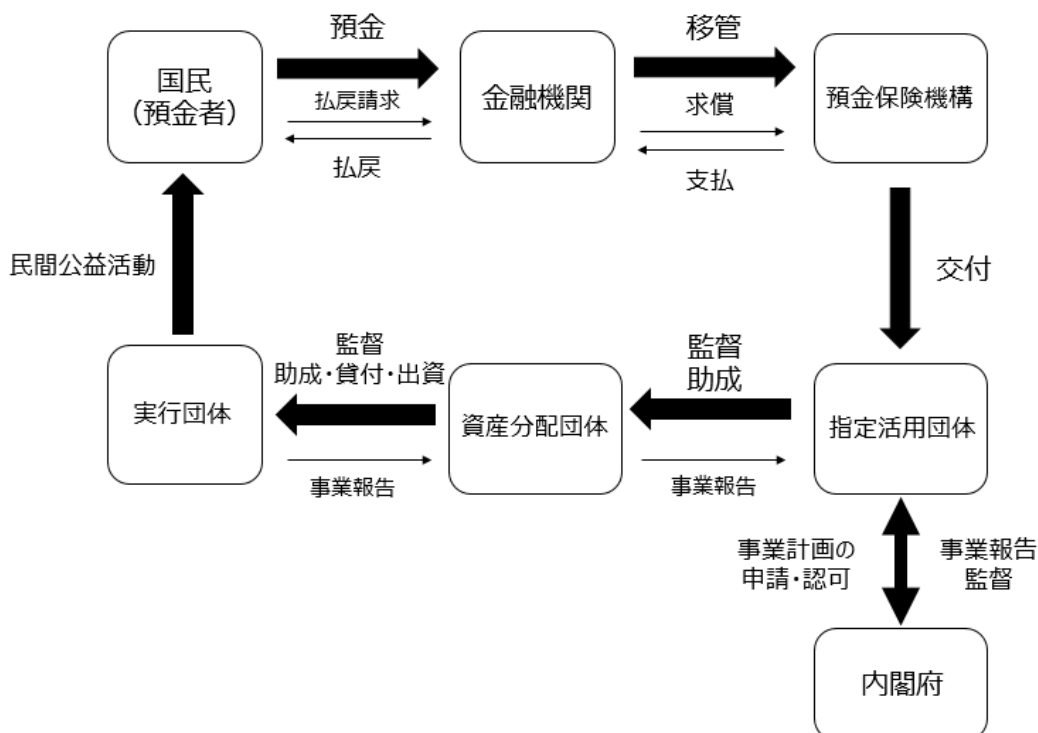 預金
移管
国民
（預金者）
払戻請求
金融機関
求償
預金保険機構
払戻
支払
民間公益活動
交付
監督
助成・貸付・出資
監督
助成
実行団体
資産分配団体
指定活用団体
事業報告
事業報告
事業計画の
申請・認可
事業報告
監督
内閣府